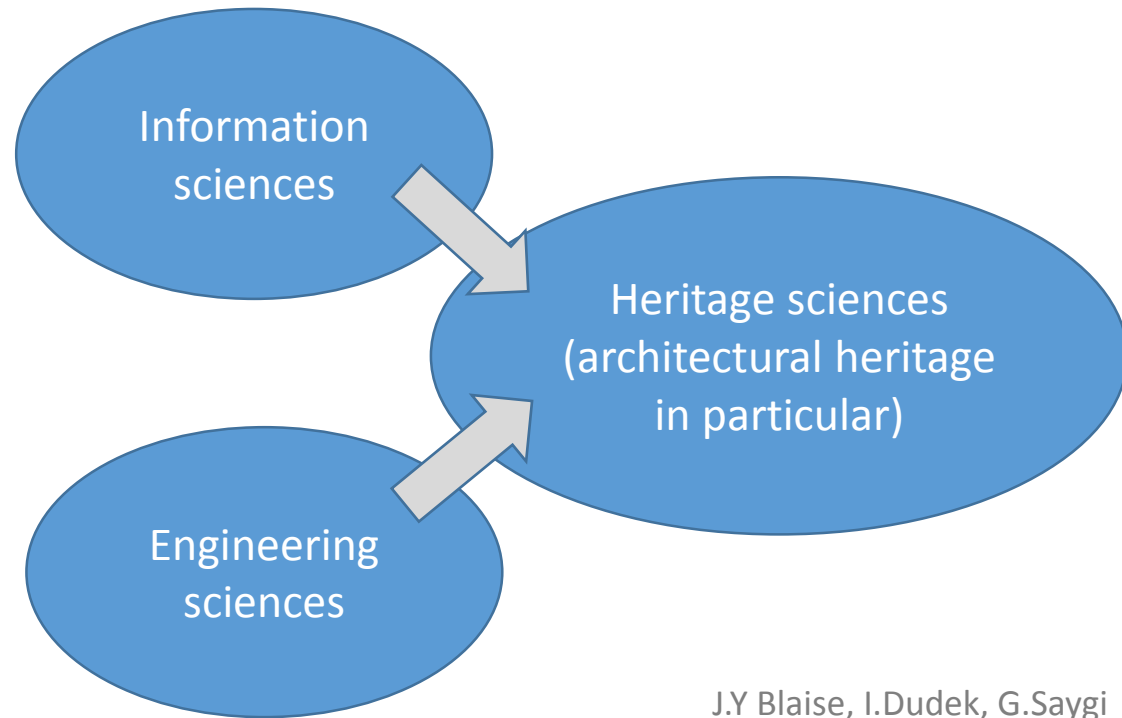 Information
sciences
Heritage sciences
(architectural heritage
in particular)
Engineering
sciences
J.Y Blaise, I.Dudek, G.Saygi